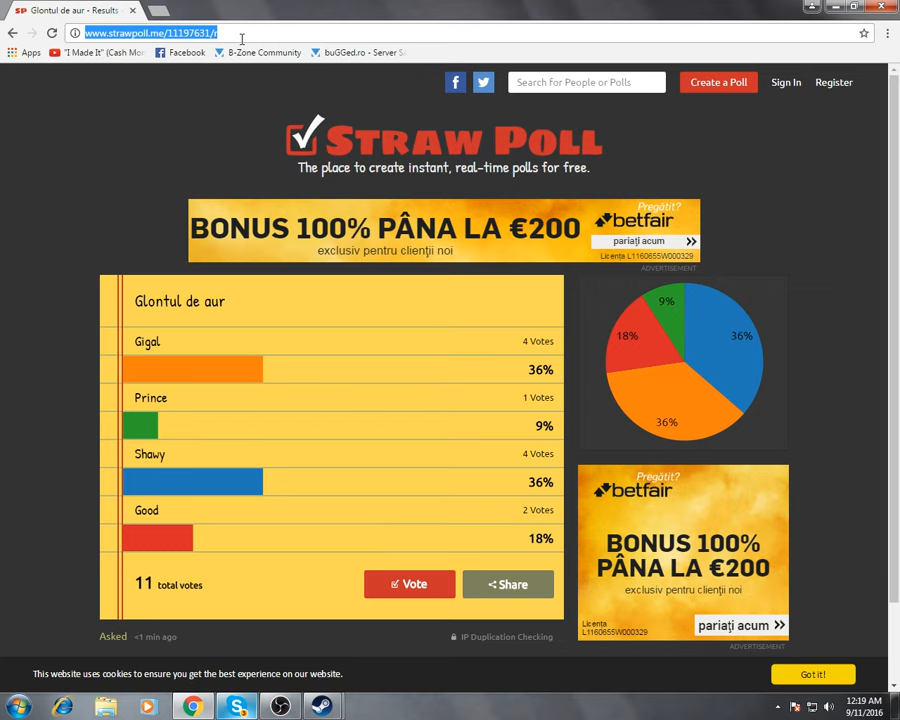 SP Glontul de aur - Results -
www.strawpoll.me/11197631/r
Apps "I Made It" (Cash Mon Facebook B-Zone Community buGGed.ro - Server S
Search for People or Polls Create a Poll Sign In Register
STRAW POLL
The place to create instant, real-time polls for free.
Pregătit?
betfair
BONUS 100% PÂNA LA €200
pariați acum
exclusiv pentru clienții noi
Licența L1160655W000329
ADVERTISEMENT
Glontul de aur
Gigal 4 Votes
36%
Prince 1 Votes
9%
Shawy 4 Votes
36%
Good 2 Votes
18%
11 total votes Vote Share
9%
18% 36%
36%
Pregătit?
betfair
BONUS 100%
PÂNA LA €200
exclusiv pentru clienții noi
Licența
L1160655W000329
pariați acum
ADVERTISEMENT
Asked <1 min ago IP Duplication Checking
This website uses cookies to ensure you get the best experience on our website. Got it!
12:19 AM
9/11/2016